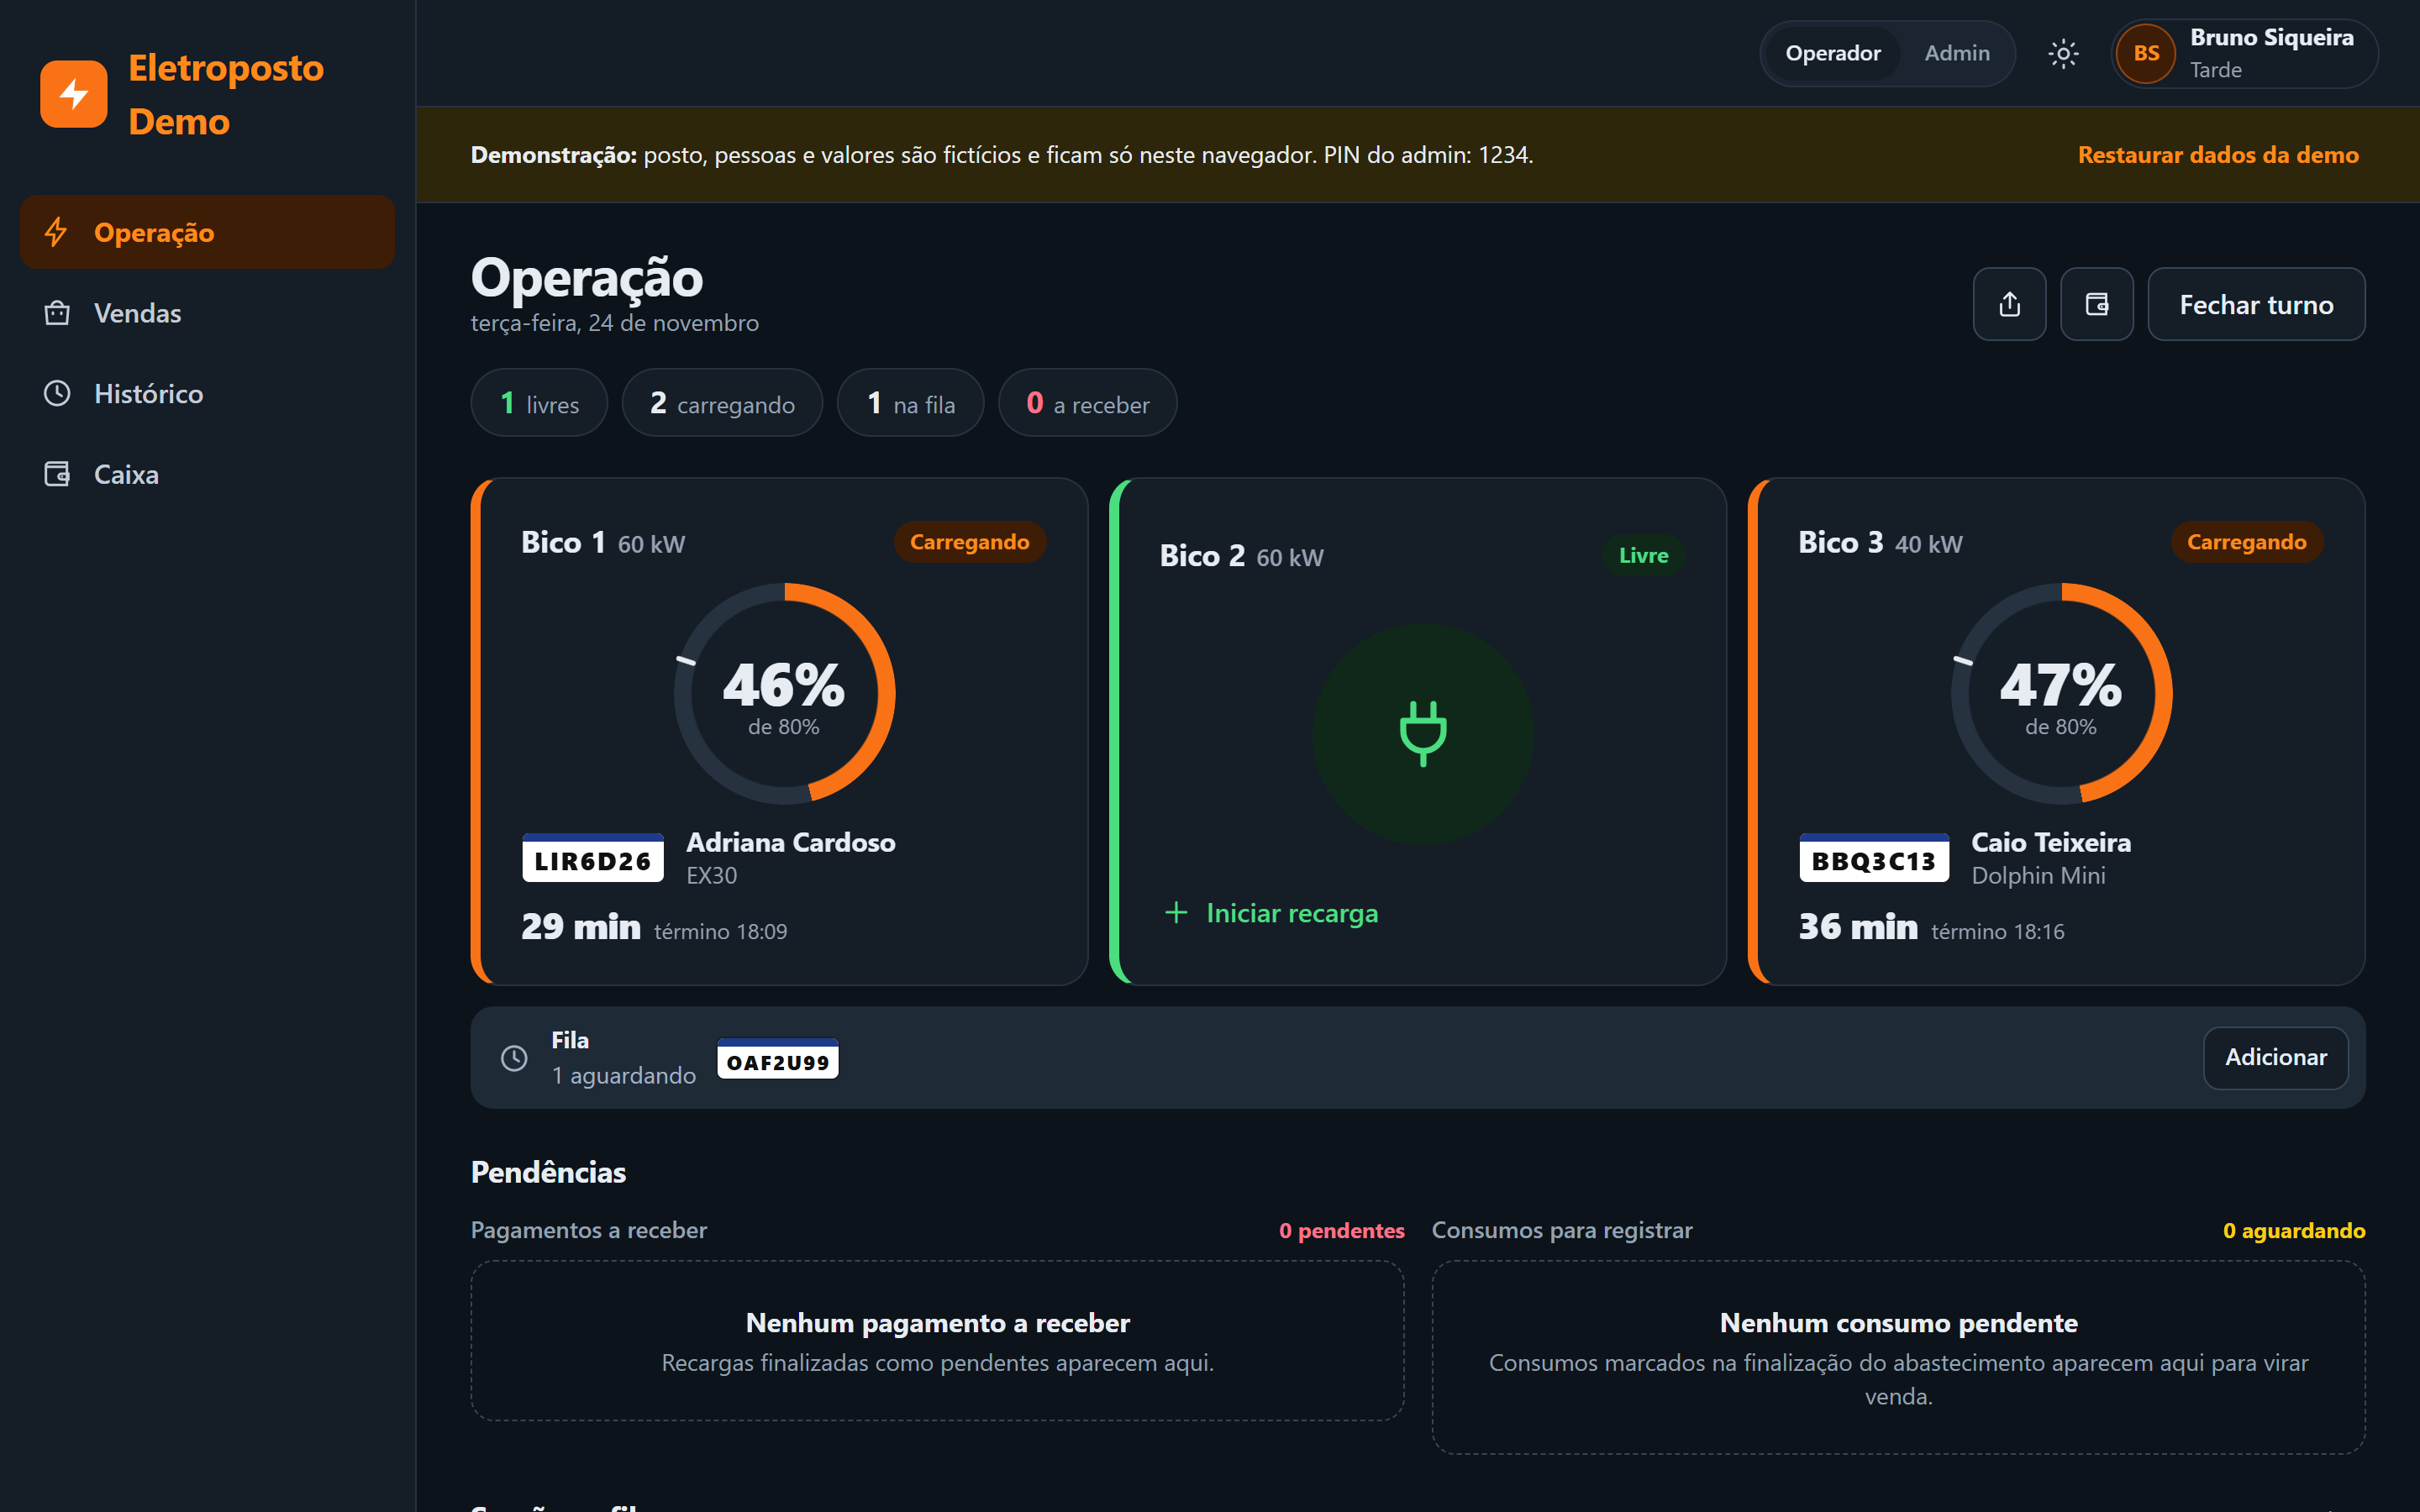 Eletroposto
Demo
Operação
Vendas
Histórico
Caixa
Operador
Admin
BS
Bruno Siqueira
Tarde
Demonstração: posto, pessoas e valores são fictícios e ficam só neste navegador. PIN do admin: 1234.
Restaurar dados da demo
Operação
terça-feira, 24 de novembro
Fechar turno
1 livres
2 carregando
1 na fila
0 a receber
Bico 1 60 kW
Carregando
46%
de 80%
LIR6D26
Adriana Cardoso
EX30
29 min término 18:09
Bico 2 60 kW
Livre
Iniciar recarga
Bico 3 40 kW
Carregando
47%
de 80%
BBQ3C13
Caio Teixeira
Dolphin Mini
36 min término 18:16
Fila
1 aguardando
OAF2U99
Adicionar
Pendências
Pagamentos a receber
0 pendentes
Nenhum pagamento a receber
Recargas finalizadas como pendentes aparecem aqui.
Consumos para registrar
0 aguardando
Nenhum consumo pendente
Consumos marcados na finalização do abastecimento aparecem aqui para virar
venda.